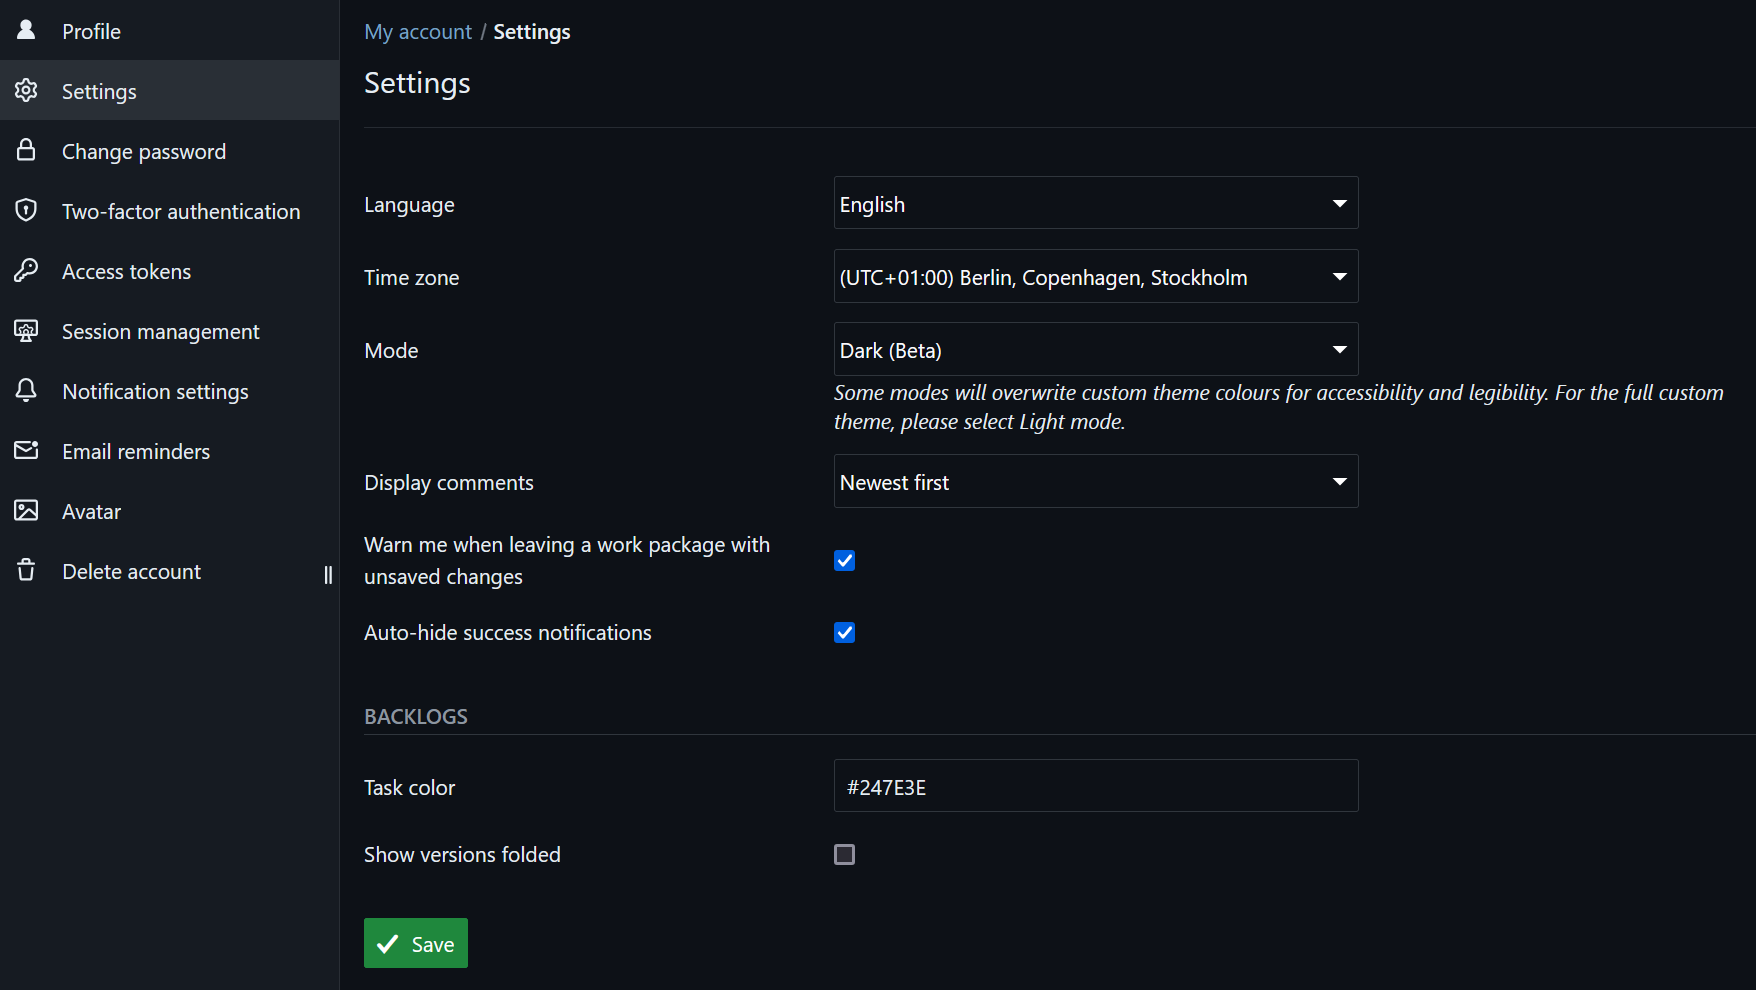 Profile
Settings
Change password
Two-factor authentication
Access tokens
Session management
Notification settings
Email reminders
Avatar
Delete account
My account / Settings
Settings
Language
English
Time zone
(UTC+01:00) Berlin, Copenhagen, Stockholm
Mode
Dark (Beta)
Some modes will overwrite custom theme colours for accessibility and legibility. For the full custom
theme, please select Light mode.
Display comments
Newest first
Warn me when leaving a work package with
unsaved changes
Auto-hide success notifications
BACKLOGS
Task color
#247E3E
Show versions folded
Save